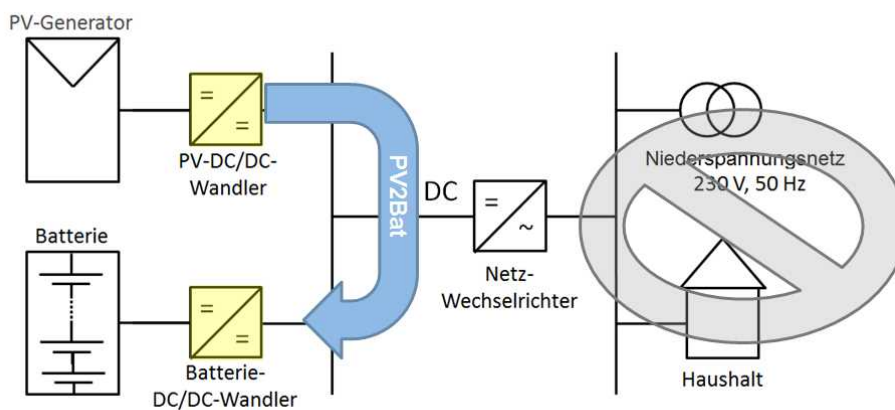 PV-Generator
=
=
PV-DC/DC-
Wandler
PV2Bat
DC
=
~
Netz-
Wechselrichter
Niederspannungsnetz
230 V, 50 Hz
Batterie
=
=
Batterie-
DC/DC-Wandler
Haushalt